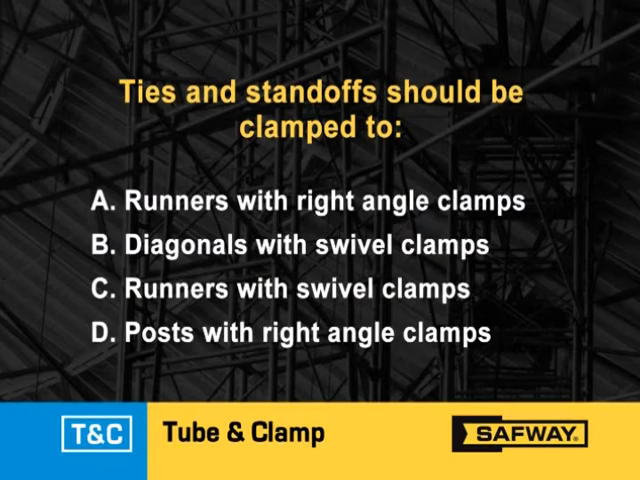 Ties and standoffs should be
clamped to:
A. Runners with right angle clamps
B. Diagonals with swivel clamps
C. Runners with swivel clamps
D. Posts with right angle clamps
T&C
Tube & Clamp
SAFWAY®